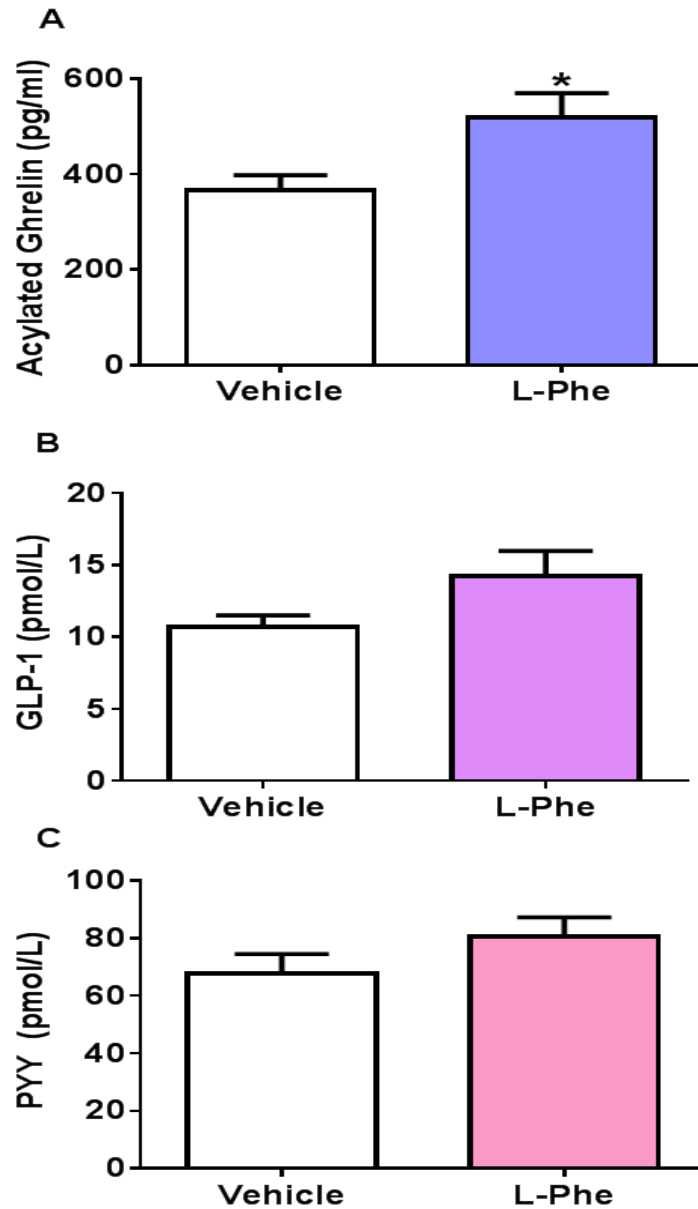 A
Acylated Ghrelin (pg/ml)
600
400
200
0
*
Vehicle
L-Phe
B
GLP-1 (pmol/L)
20
15
10
5
0
Vehicle
L-Phe
C
PYY (pmol/L)
100
80
60
40
20
0
Vehicle
L-Phe